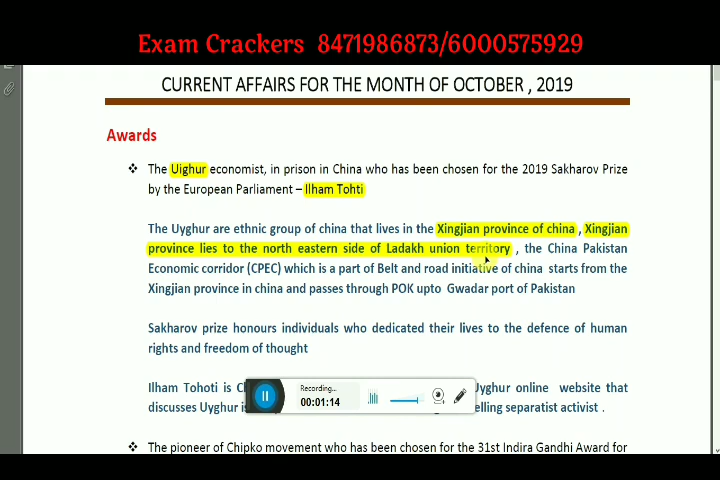 Exam Crackers 8471986873/6000575929
CURRENT AFFAIRS FOR THE MONTH OF OCTOBER , 2019
Awards
❖ The Uighur economist, in prison in China who has been chosen for the 2019 Sakharov Prize
by the European Parliament – Ilham Tohti
The Uyghur are ethnic group of china that lives in the Xingjian province of china , Xingjian
province lies to the north eastern side of Ladakh union territory , the China Pakistan
Economic corridor (CPEC) which is a part of Belt and road initiative of china starts from the
Xingjian province in china and passes through POK upto Gwadar port of Pakistan
Sakharov prize honours individuals who dedicated their lives to the defence of human
rights and freedom of thought
Ilham Tohoti is Uyghur online website that
discusses Uyghur separatist activist .
Recording...
00:01:14
❖ The pioneer of Chipko movement who has been chosen for the 31st Indira Gandhi Award for